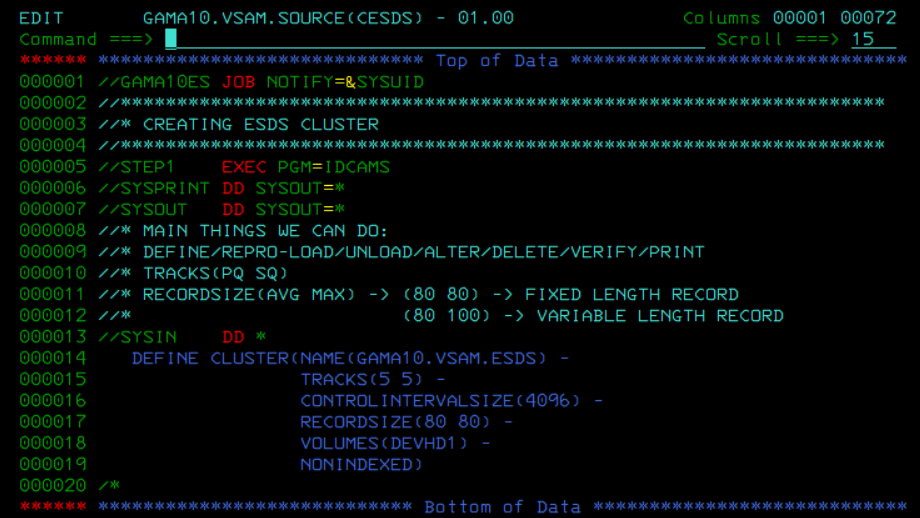 EDIT       GAMA10.VSAM.SOURCE(CESDS) - 01.00               Columns 00001 00072
Command ===>                                                  Scroll ===> 15
****** **************************** Top of Data ******************************
000001 //GAMA10ES JOB NOTIFY=&SYSUID
000002 //********************************************************************
000003 //* CREATING ESDS CLUSTER
000004 //********************************************************************
000005 //STEP1    EXEC PGM=IDCAMS
000006 //SYSPRINT DD SYSOUT=*
000007 //SYSOUT   DD SYSOUT=*
000008 //* MAIN THINGS WE CAN DO:
000009 //* DEFINE/REPRO-LOAD/UNLOAD/ALTER/DELETE/VERIFY/PRINT
000010 //* TRACKS(PQ SQ)
000011 //* RECORDSIZE(AVG MAX) -> (80 80) -> FIXED LENGTH RECORD
000012 //*                        (80 100) -> VARIABLE LENGTH RECORD
000013 //SYSIN    DD *
000014    DEFINE CLUSTER(NAME(GAMA10.VSAM.ESDS) -
000015                   TRACKS(5 5) -
000016                   CONTROLINTERVALSIZE(4096) -
000017                   RECORDSIZE(80 80) -
000018                   VOLUMES(DEVHD1) -
000019                   NONINDEXED)
000020 /*
****** *************************** Bottom of Data ****************************